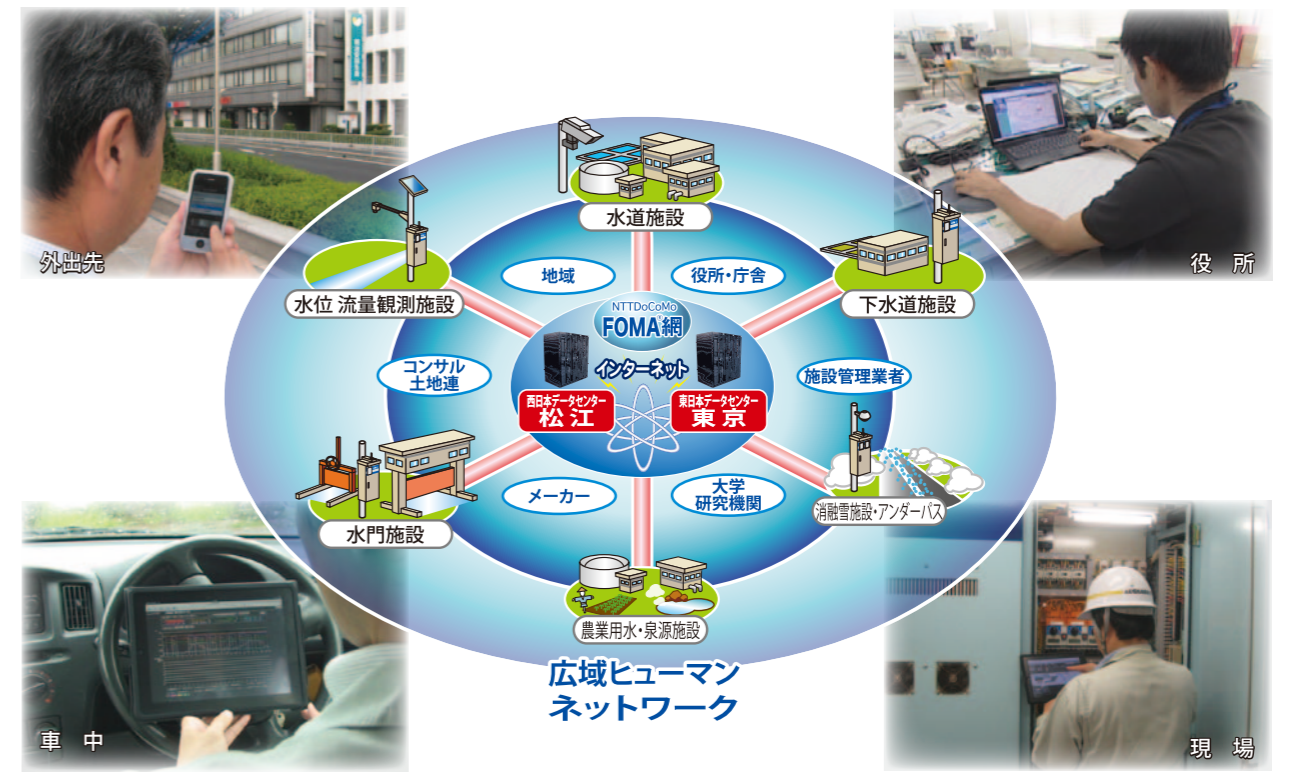 外出先
役 所
水道施設
水位 流量観測施設
下水道施設
地域
役所・庁舎
NTTDoCoMo
FOMA網
インターネット
コンサル
土地連
施設管理業者
西日本データセンター
松江
東日本データセンター
東京
メーカー
大学
研究機関
水門施設
消融雪施設・アンダーパス
農業用水・泉源施設
広域ヒューマン
ネットワーク
車 中
現 場